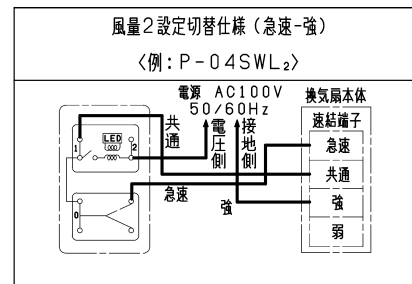 風量2設定切替仕様(急速-強)
〈例:P-04SWL₂〉
電源 AC100V
50/60Hz
換気扇本体
速結端子
共通
電圧側
接地側
LED
1
2
急速
共通
強
弱
0
急速
強